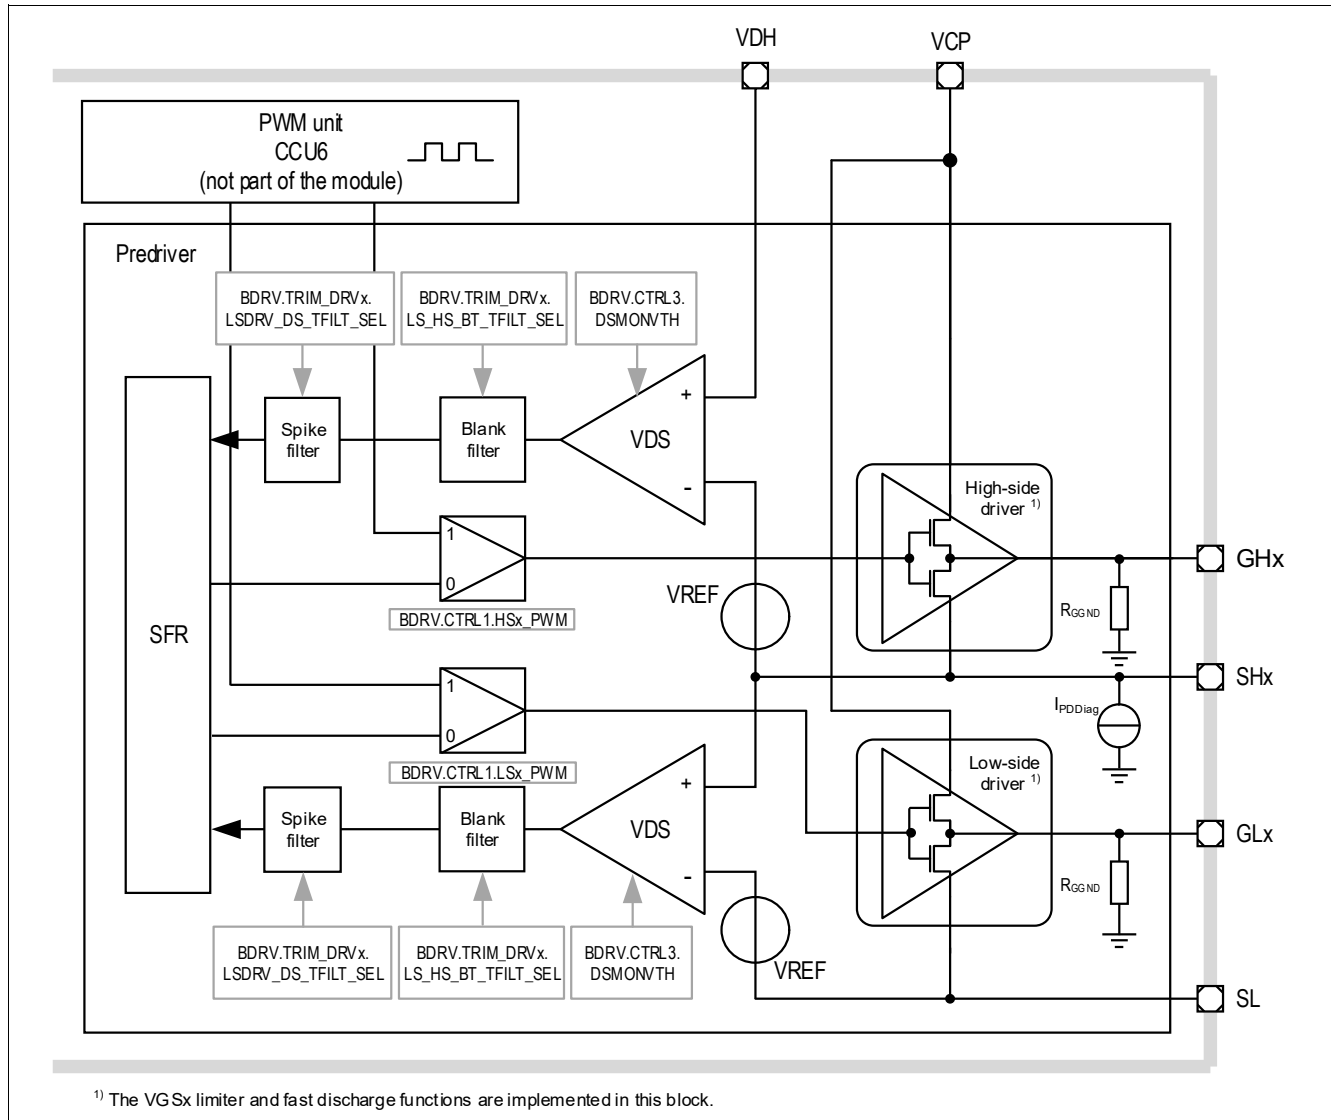 VDH
VCP
PWM unit
CCU6
(not part of the module)
Predriver
BDRV.TRIM_DRVx.
LSDRV_DS_TFILT_SEL
BDRV.TRIM_DRVx.
LS_HS_BT_TFILT_SEL
BDRV.CTRL3.
DSMONVTH
Spike
filter
Blank
filter
VDS
+
-
High-side
driver 1)
1
0
BDRV.CTRL1.HSx_PWM
VREF
RGGND
GHx
SFR
SHx
IPDDiag
1
0
BDRV.CTRL1.LSx_PWM
Low-side
driver 1)
Spike
filter
Blank
filter
VDS
+
-
GLx
RGGND
BDRV.TRIM_DRVx.
LSDRV_DS_TFILT_SEL
BDRV.TRIM_DRVx.
LS_HS_BT_TFILT_SEL
BDRV.CTRL3.
DSMONVTH
VREF
SL
1) The VGSx limiter and fast discharge functions are implemented in this block.